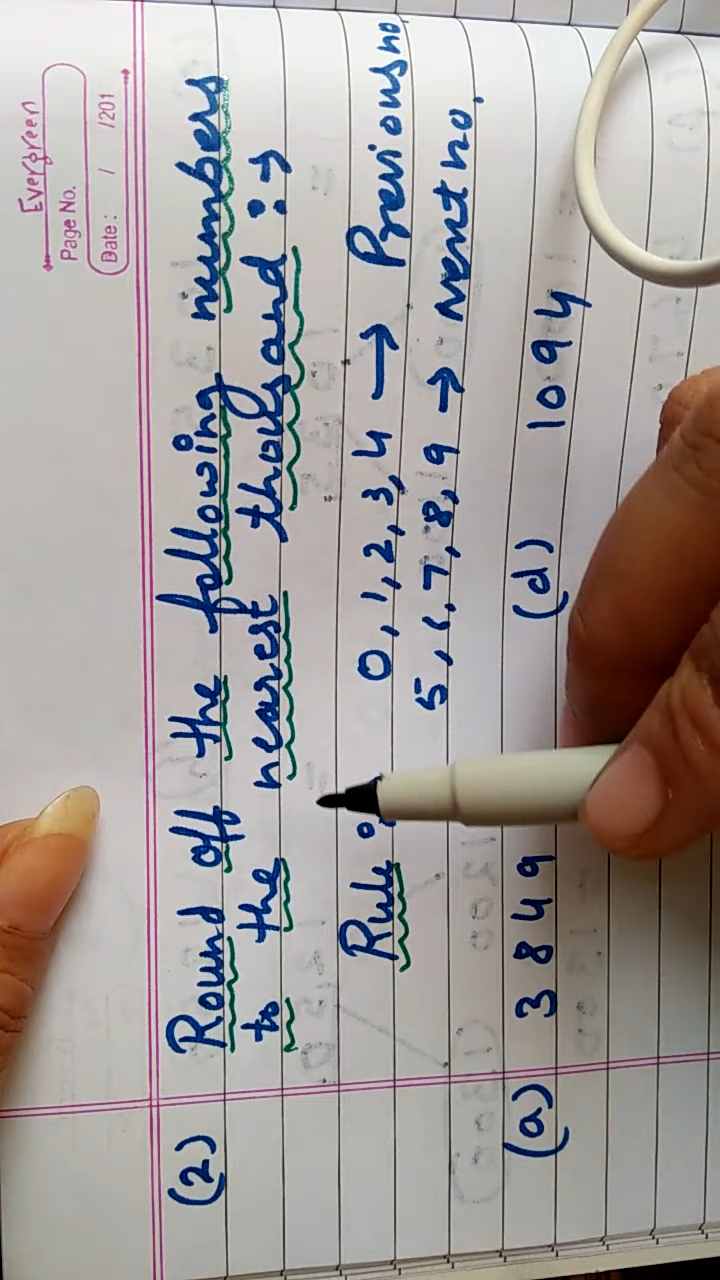 Evergreen
Page No.
Date: / /201
(2) Round off the following numbers
to the nearest thousand :→
Rule : 0, 1, 2, 3, 4 → Previous no.
5, 6, 7, 8, 9 → next no.
(a) 3849 (d) 1094